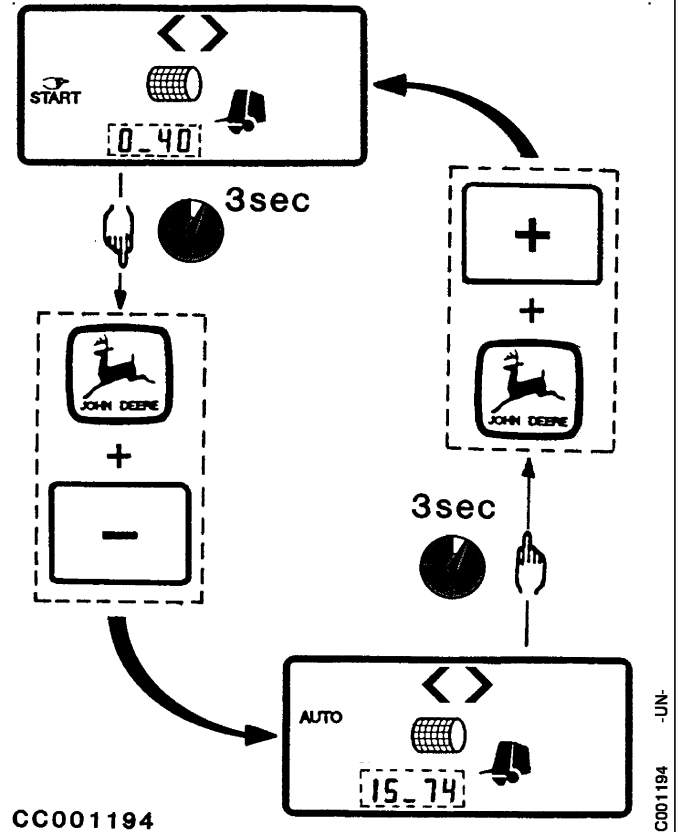 START
0_40
3sec
+
+
JOHN DEERE
JOHN DEERE
+
−
3sec
AUTO
15_74
CC001194
C001194 -UN-